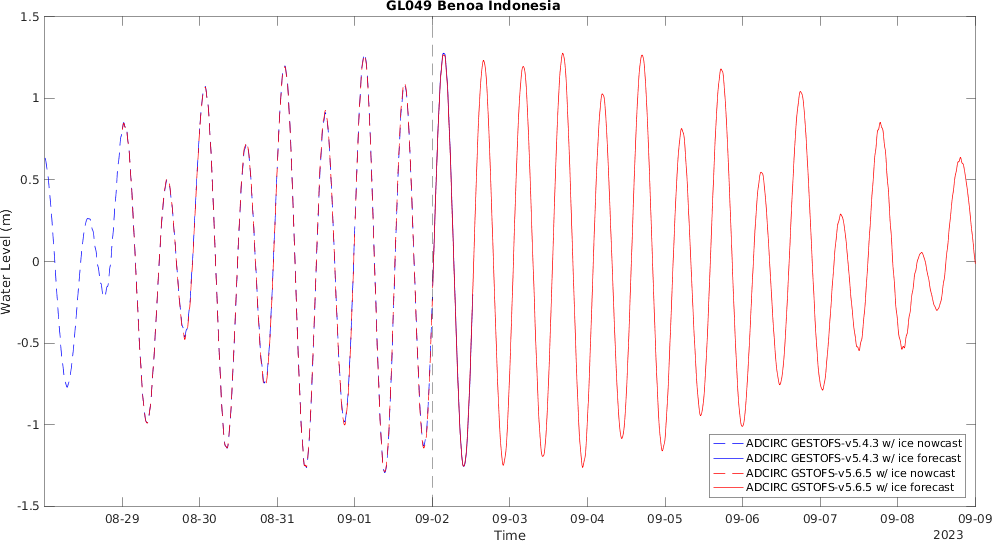 GL049 Benoa Indonesia
1.5
1
0.5
0
-0.5
-1
-1.5
Water Level (m)
ADCIRC GESTOFS-v5.4.3 w/ ice nowcast
ADCIRC GESTOFS-v5.4.3 w/ ice forecast
ADCIRC GSTOFS-v5.6.5 w/ ice nowcast
ADCIRC GSTOFS-v5.6.5 w/ ice forecast
08-29 08-30 08-31 09-01 09-02 09-03 09-04 09-05 09-06 09-07 09-08 09-09
Time
2023